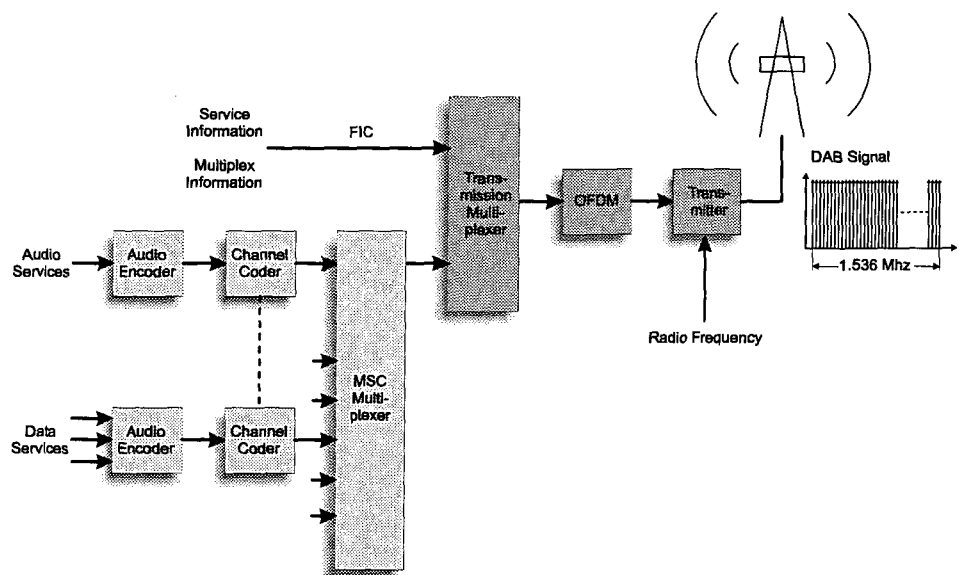 Service
Information
FIC
Multiplex
Information
Trans-
mission
Multi-
plexer
OFDM
Trans-
mitter
DAB Signal
1.536 Mhz
Radio Frequency
Audio
Services
Audio
Encoder
Channel
Coder
MSC
Multi-
plexer
Data
Services
Audio
Encoder
Channel
Coder